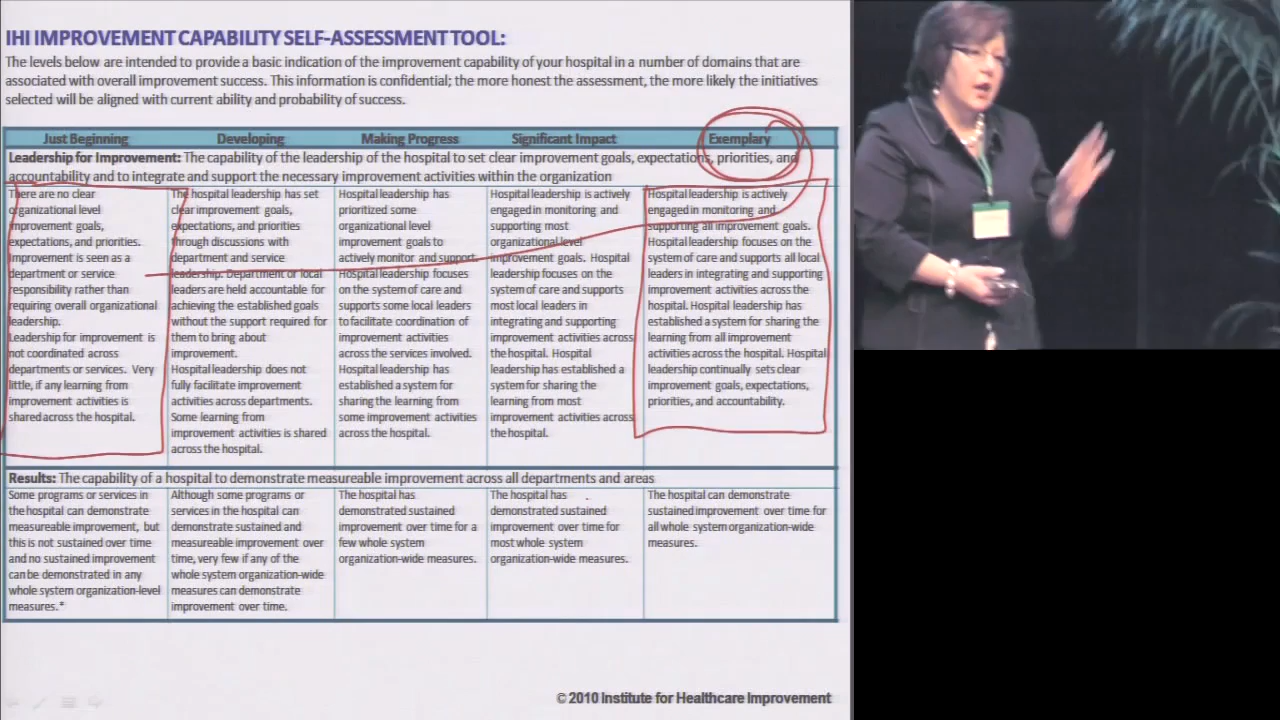 IHI IMPROVEMENT CAPABILITY SELF-ASSESSMENT TOOL:
The levels below are intended to provide a basic indication of the improvement capability of your hospital in a number of domains that are
associated with overall improvement success. This information is confidential; the more honest the assessment, the more likely the initiatives
selected will be aligned with current ability and probability of success.
Just Beginning
Developing
Making Progress
Significant Impact
Exemplary
Leadership for Improvement: The capability of the leadership of the hospital to set clear improvement goals, expectations, priorities, and
accountability and to integrate and support the necessary improvement activities within the organization
There are no clear
organizational level
improvement goals,
expectations, and priorities.
Improvement is seen as a
department or service
responsibility rather than
requiring overall organizational
leadership.
Leadership for improvement is
not coordinated across
departments or services. Very
little, if any learning from
improvement activities is
shared across the hospital.
The hospital leadership has set
clear improvement goals,
expectations, and priorities
through discussions with
department and service
leadership. Department or local
leaders are held accountable for
achieving the established goals
without the support required for
them to bring about
improvement.
Hospital leadership does not
fully facilitate improvement
activities across departments.
Some learning from
improvement activities is shared
across the hospital.
Hospital leadership has
prioritized some
organizational level
improvement goals to
actively monitor and support.
Hospital leadership focuses
on the system of care and
supports some local leaders
to facilitate coordination of
improvement activities
across the services involved.
Hospital leadership has
established a system for
sharing the learning from
some improvement activities
across the hospital.
Hospital leadership is actively
engaged in monitoring and
supporting most
organizational level
improvement goals. Hospital
leadership focuses on the
system of care and supports
most local leaders in
integrating and supporting
improvement activities across
the hospital. Hospital
leadership has established a
system for sharing the
learning from most
improvement activities across
the hospital.
Hospital leadership is actively
engaged in monitoring and
supporting all improvement goals.
Hospital leadership focuses on the
system of care and supports all local
leaders in integrating and supporting
improvement activities across the
hospital. Hospital leadership has
established a system for sharing the
learning from all improvement
activities across the hospital. Hospital
leadership continually sets clear
improvement goals, expectations,
priorities, and accountability.
Results: The capability of a hospital to demonstrate measureable improvement across all departments and areas
Some programs or services in
the hospital can demonstrate
measureable improvement, but
this is not sustained over time
and no sustained improvement
can be demonstrated in any
whole system organization-level
measures.*
Although some programs or
services in the hospital can
demonstrate sustained and
measureable improvement over
time, very few if any of the
whole system organization-wide
measures can demonstrate
improvement over time.
The hospital has
demonstrated sustained
improvement over time for a
few whole system
organization-wide measures.
The hospital has
demonstrated sustained
improvement over time for
most whole system
organization-wide measures.
The hospital can demonstrate
sustained improvement over time for
all whole system organization-wide
measures.
© 2010 Institute for Healthcare Improvement